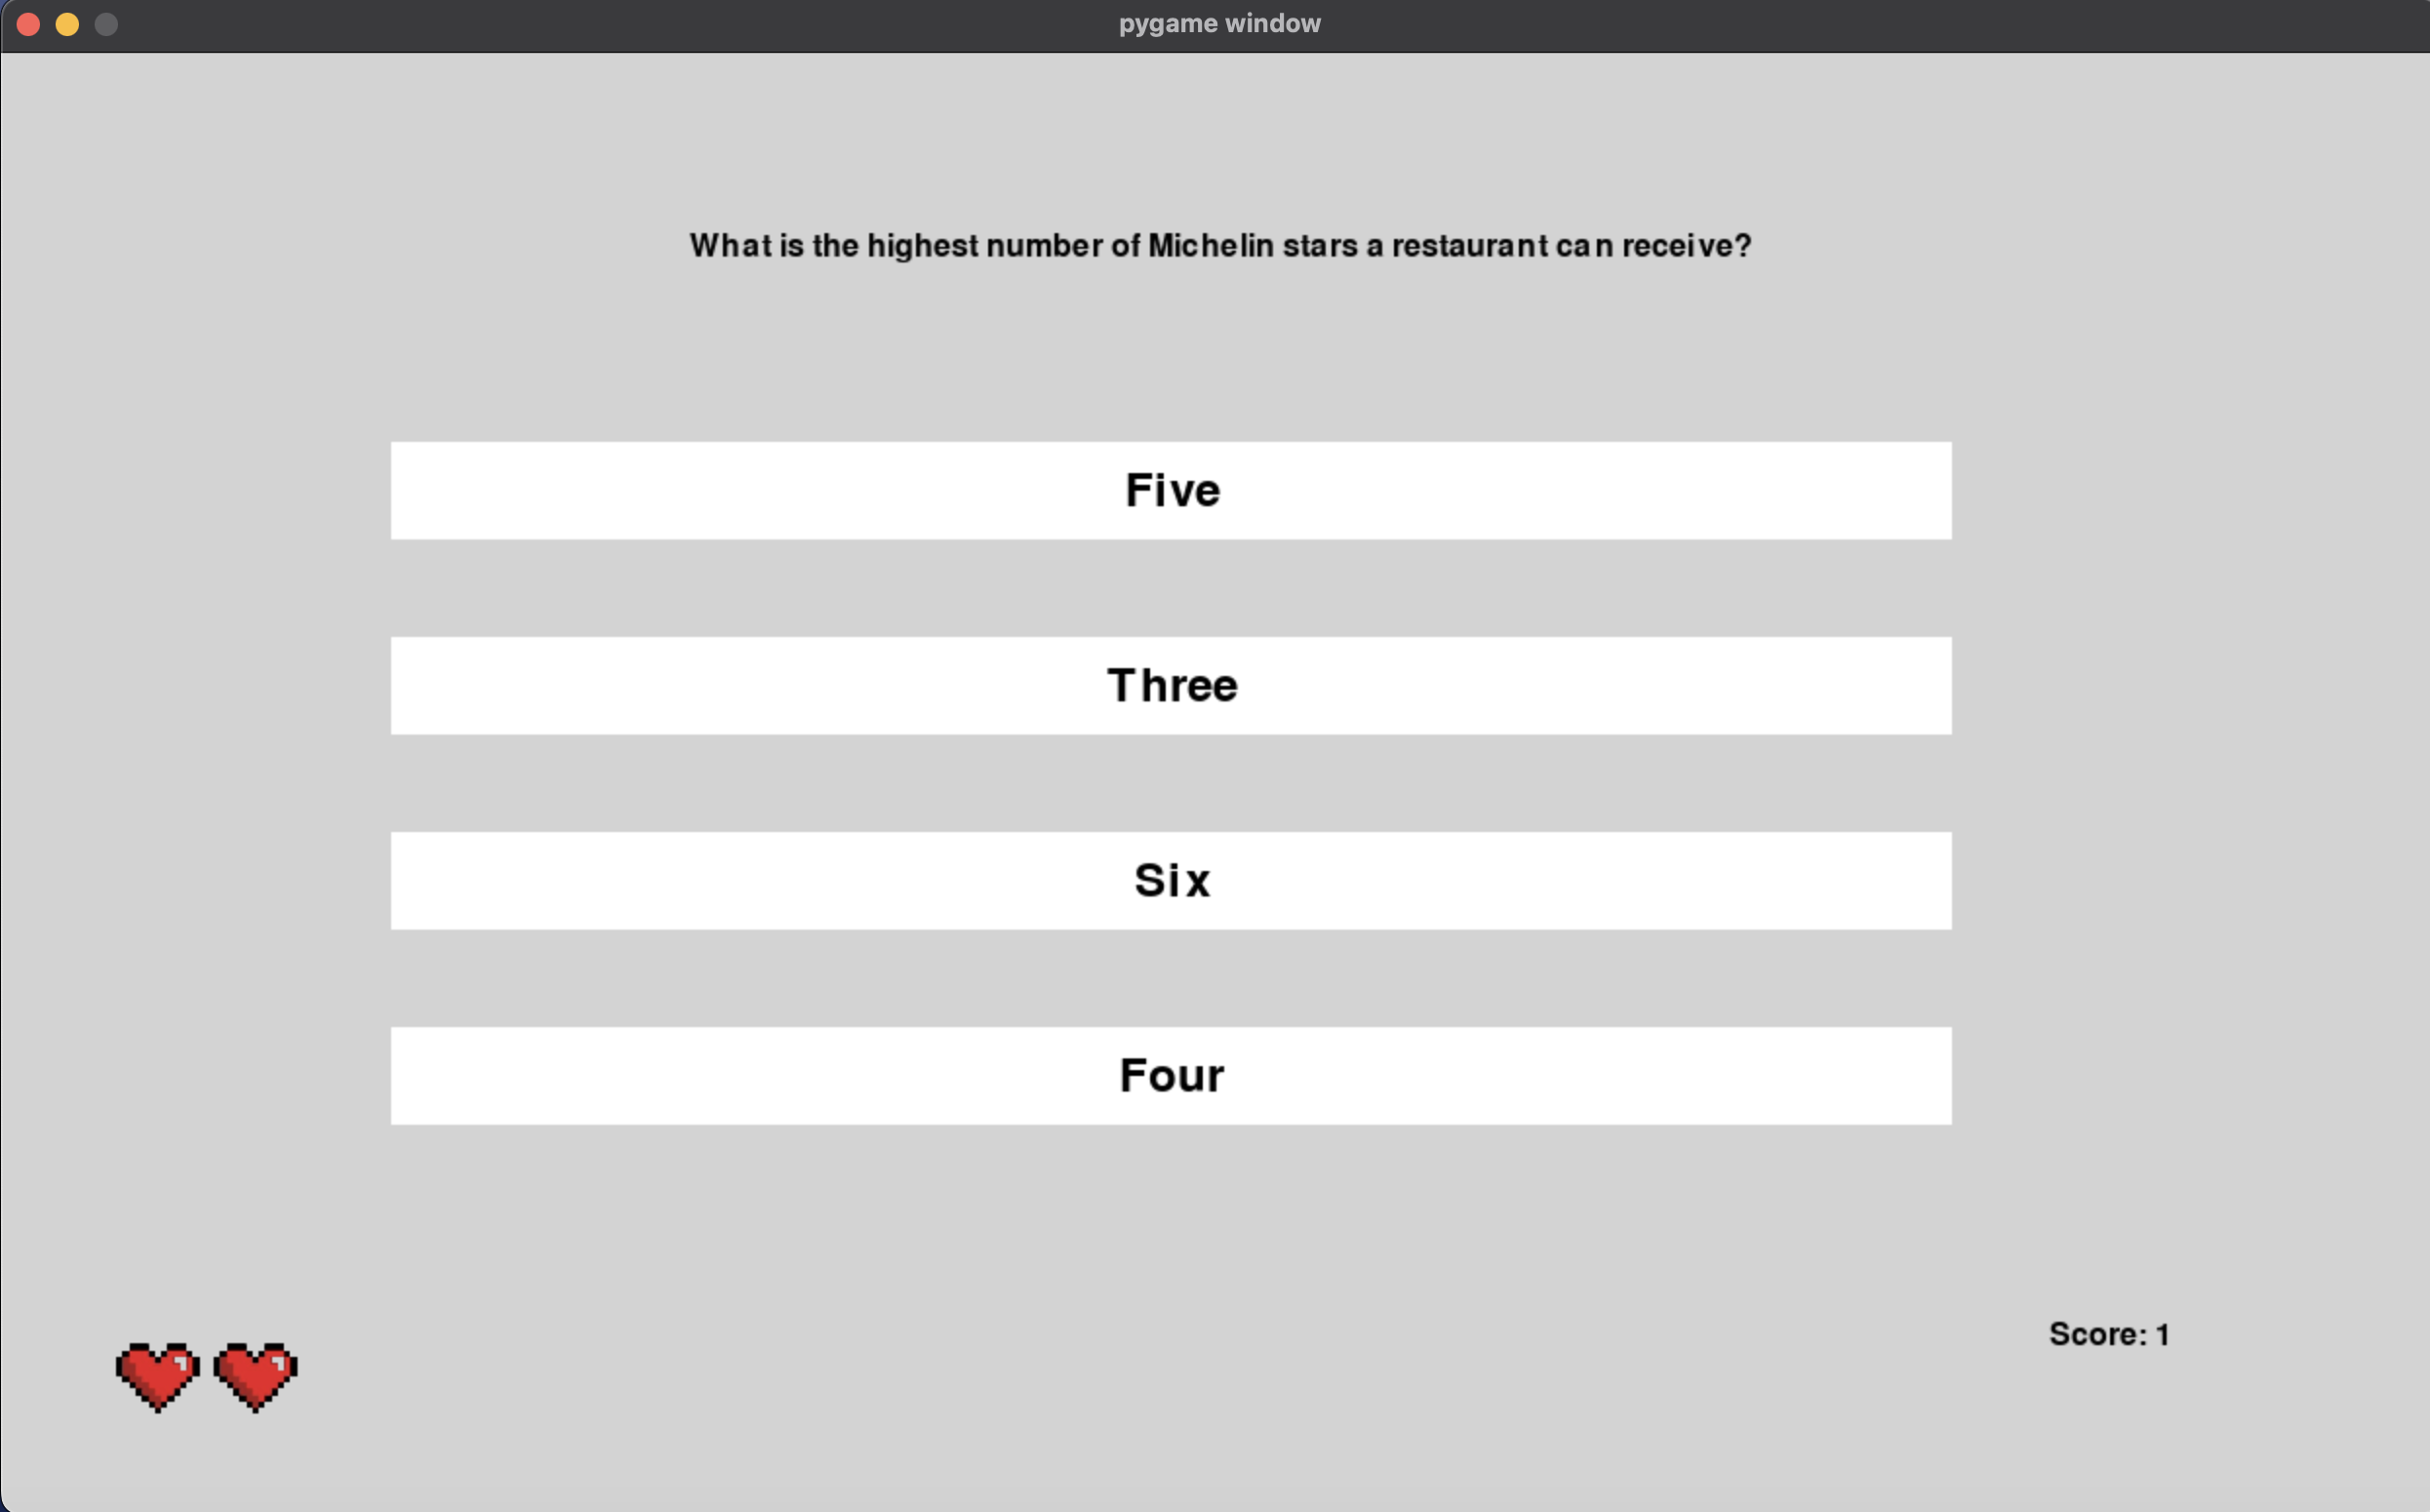 pygame window
What is the highest number of Michelin stars a restaurant can receive?
Five
Three
Six
Four
Score: 1